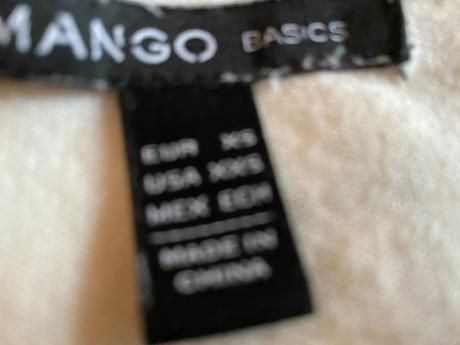 MANGO BASICS
EUR XS
USA XXS
MEX ECH
MADE IN
CHINA